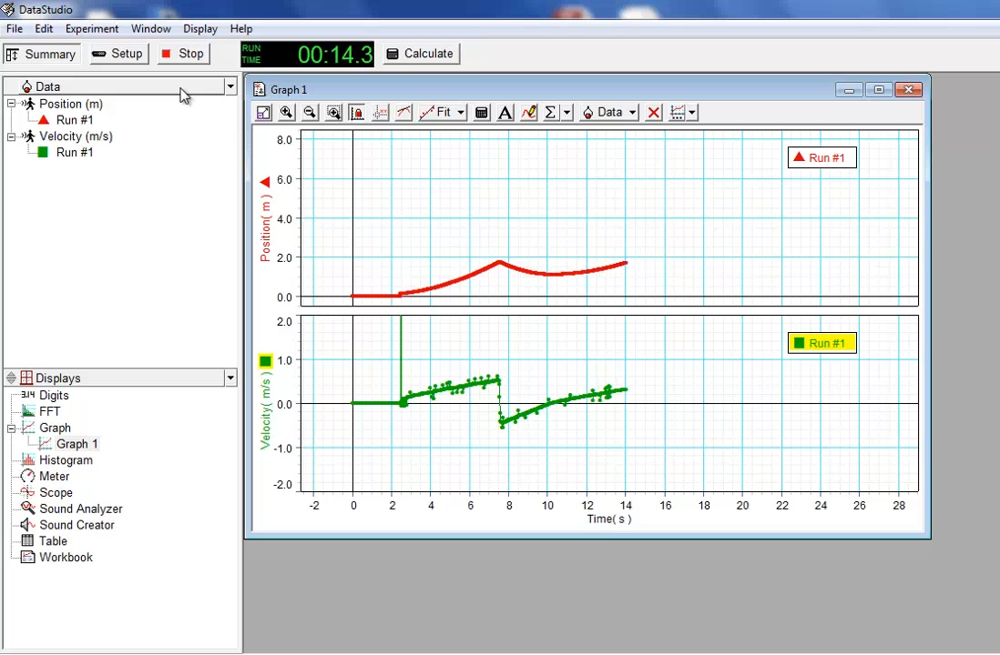 DataStudio
File Edit Experiment Window Display Help
Summary Setup Stop RUN TIME 00:14.3 Calculate
Data
Position (m)
Run #1
Velocity (m/s)
Run #1
Displays
3.14 Digits
FFT
Graph
Graph 1
Histogram
Meter
Scope
Sound Analyzer
Sound Creator
Table
Workbook
Graph 1
Fit A Σ Data
8.0
6.0
4.0
2.0
0.0
Position( m )
Run #1
2.0
1.0
0.0
-1.0
-2.0
Velocity( m/s )
Run #1
-2 0 2 4 6 8 10 12 14 16 18 20 22 24 26 28
Time( s )